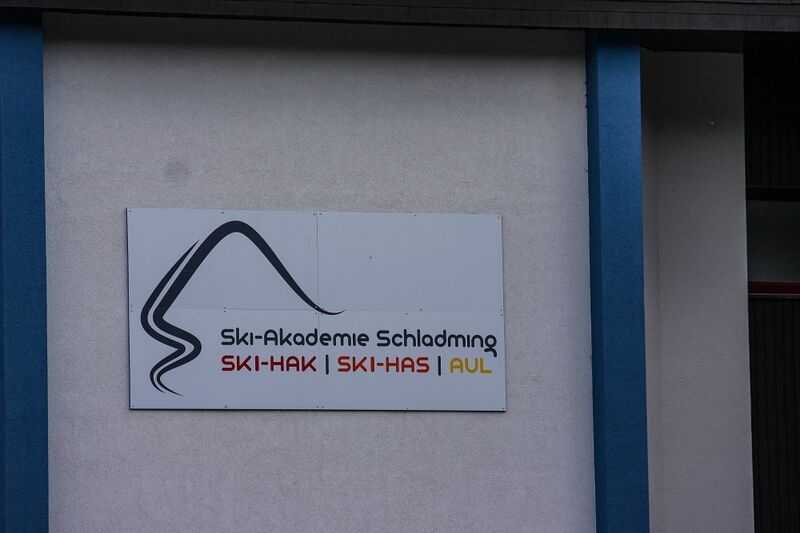 Ski-Akademie Schladming
SKI-HAK | SKI-HAS | AUL